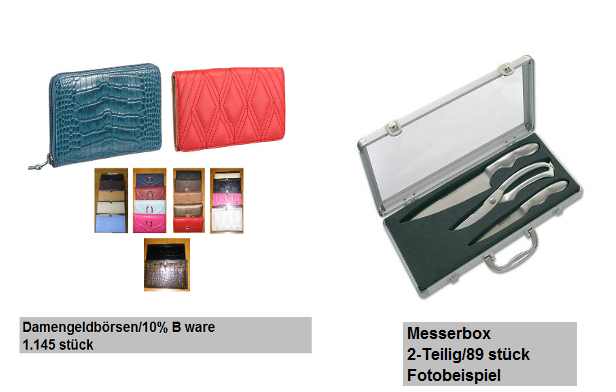 Damengeldbörsen/10% B ware
1.145 stück
Messerbox
2-Teilig/89 stück
Fotobeispiel